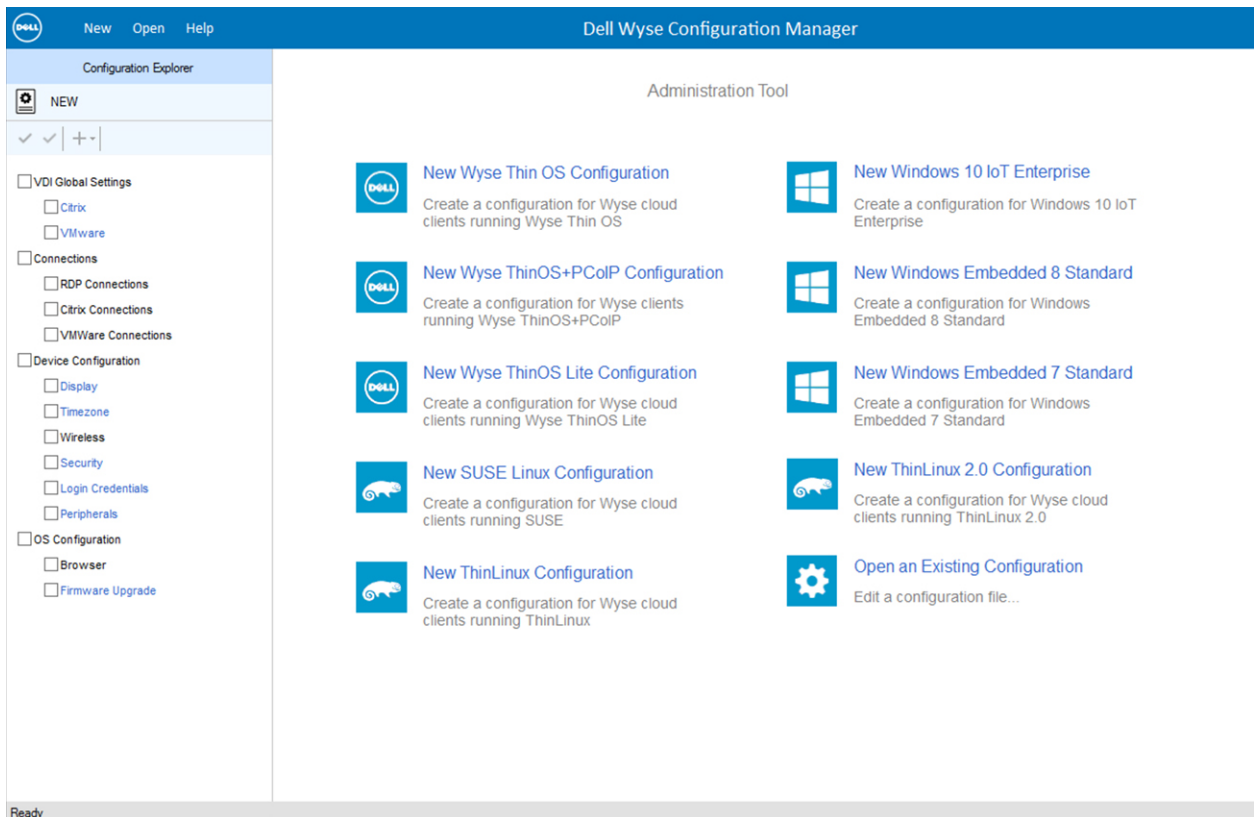 DELL New Open Help Dell Wyse Configuration Manager
Configuration Explorer
NEW
VDI Global Settings
Citrix
VMware
Connections
RDP Connections
Citrix Connections
VMWare Connections
Device Configuration
Display
Timezone
Wireless
Security
Login Credentials
Peripherals
OS Configuration
Browser
Firmware Upgrade
Administration Tool
DELL
New Wyse Thin OS Configuration
Create a configuration for Wyse cloud
clients running Wyse Thin OS
DELL
New Wyse ThinOS+PCoIP Configuration
Create a configuration for Wyse clients
running Wyse ThinOS+PCoIP
DELL
New Wyse ThinOS Lite Configuration
Create a configuration for Wyse cloud
clients running Wyse ThinOS Lite
New SUSE Linux Configuration
Create a configuration for Wyse cloud
clients running SUSE
New ThinLinux Configuration
Create a configuration for Wyse cloud
clients running ThinLinux
New Windows 10 IoT Enterprise
Create a configuration for Windows 10 IoT
Enterprise
New Windows Embedded 8 Standard
Create a configuration for Windows
Embedded 8 Standard
New Windows Embedded 7 Standard
Create a configuration for Windows
Embedded 7 Standard
New ThinLinux 2.0 Configuration
Create a configuration for Wyse cloud
clients running ThinLinux 2.0
Open an Existing Configuration
Edit a configuration file...
Ready